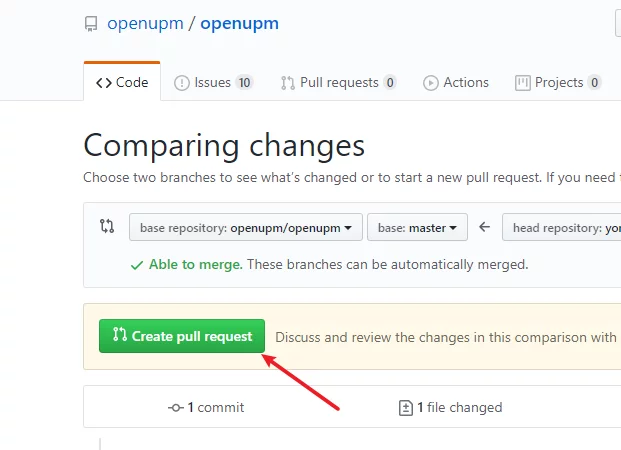 openupm / openupm
Code Issues 10 Pull requests 0 Actions Projects 0
Comparing changes
Choose two branches to see what's changed or to start a new pull request. If you need
base repository: openupm/openupm base: master head repository:
Able to merge. These branches can be automatically merged.
Create pull request Discuss and review the changes in this comparison with
1 commit 1 file changed